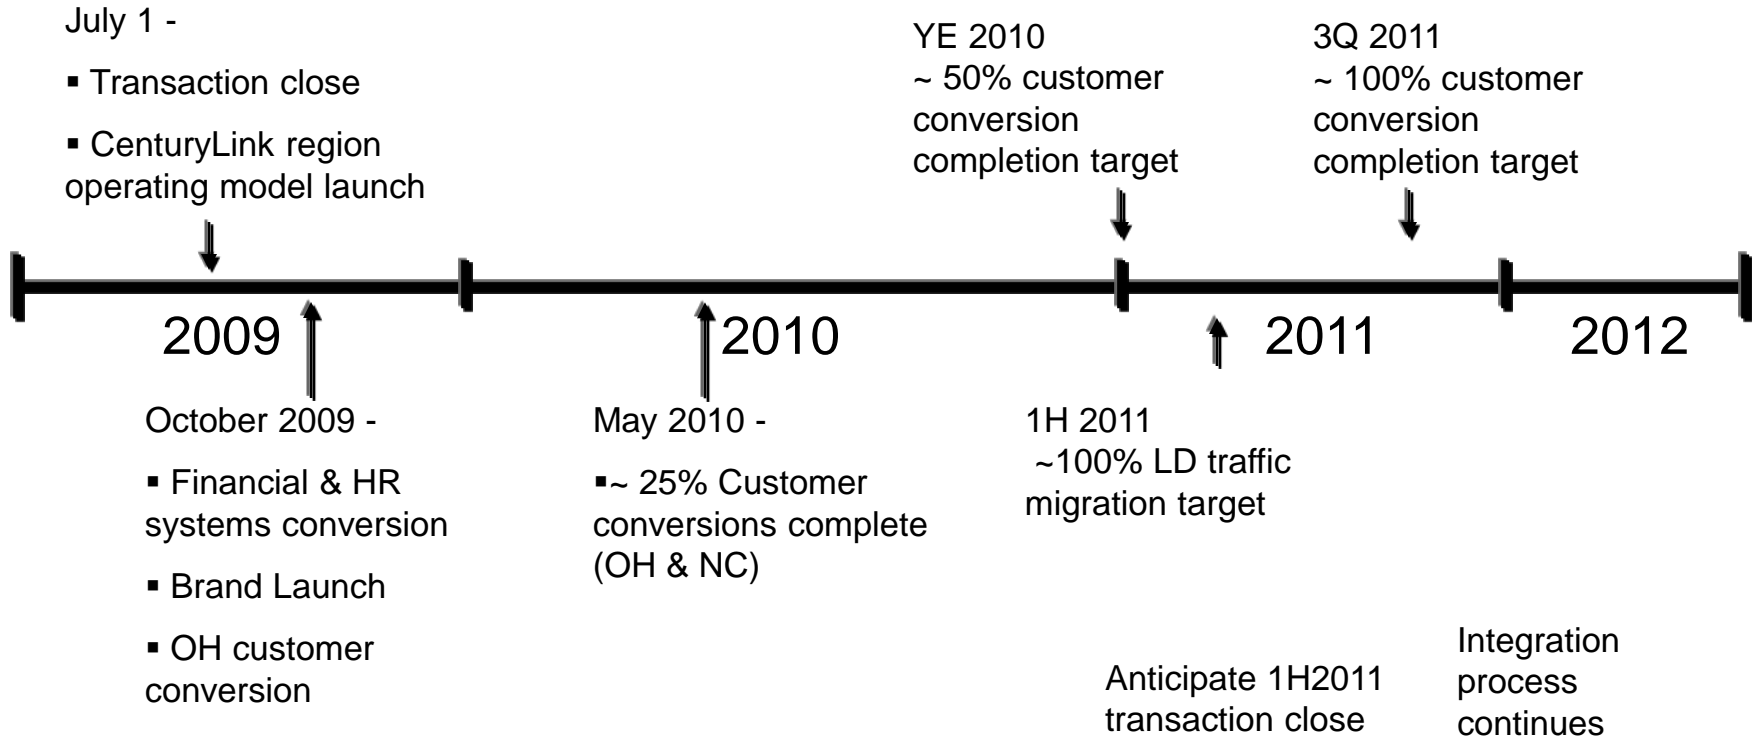 July 1 -
▪ Transaction close
▪ CenturyLink region
operating model launch
YE 2010
~ 50% customer
conversion
completion target
3Q 2011
~ 100% customer
conversion
completion target
2009
2010
2011
2012
October 2009 -
▪ Financial & HR
systems conversion
▪ Brand Launch
▪ OH customer
conversion
May 2010 -
▪~ 25% Customer
conversions complete
(OH & NC)
1H 2011
~100% LD traffic
migration target
Anticipate 1H2011
transaction close
Integration
process
continues